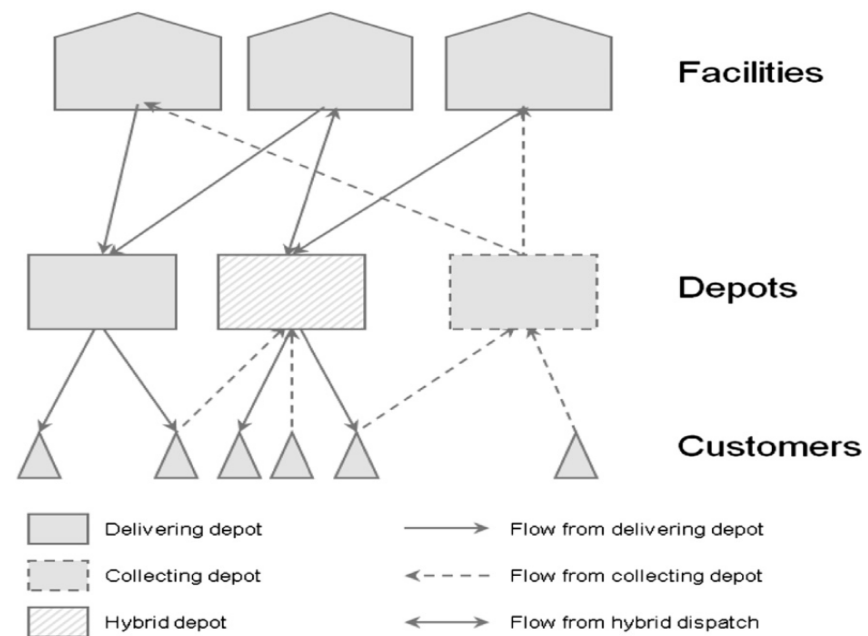 Facilities
Depots
Customers
Delivering depot
Flow from delivering depot
Collecting depot
Flow from collecting depot
Hybrid depot
Flow from hybrid dispatch